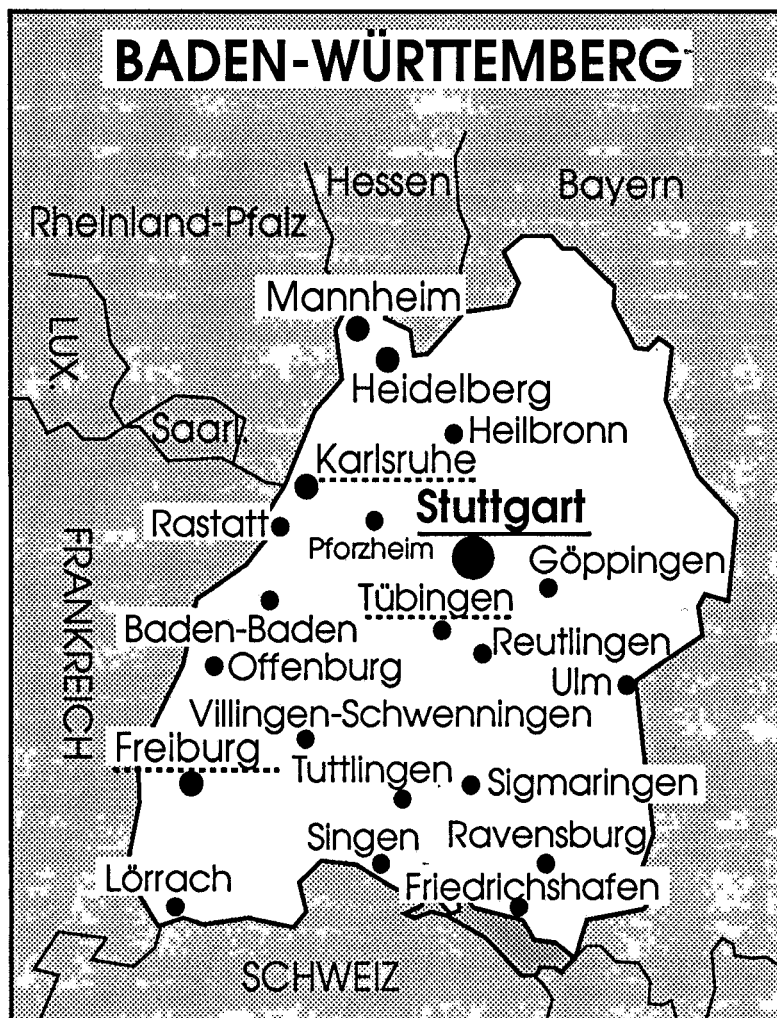 BADEN-WÜRTTEMBERG
Hessen
Bayern
Rheinland-Pfalz
Mannheim
LUX.
Heidelberg
Saarl.
Heilbronn
Karlsruhe
Stuttgart
Rastatt
Pforzheim
Göppingen
FRANKREICH
Tübingen
Baden-Baden
Reutlingen
Offenburg
Ulm
Villingen-Schwenningen
Freiburg
Tuttlingen
Sigmaringen
Singen
Ravensburg
Lörrach
Friedrichshafen
SCHWEIZ